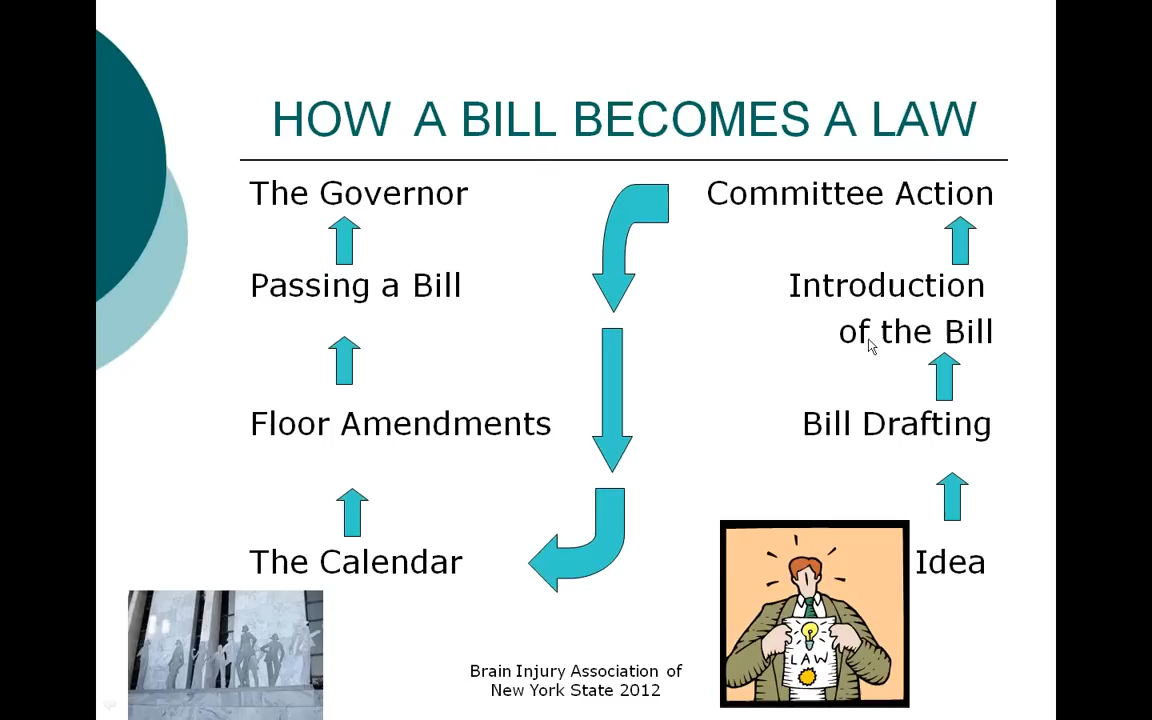 HOW A BILL BECOMES A LAW
The Governor
Committee Action
Passing a Bill
Introduction
of the Bill
Floor Amendments
Bill Drafting
The Calendar
Idea
LAW
Brain Injury Association of
New York State 2012